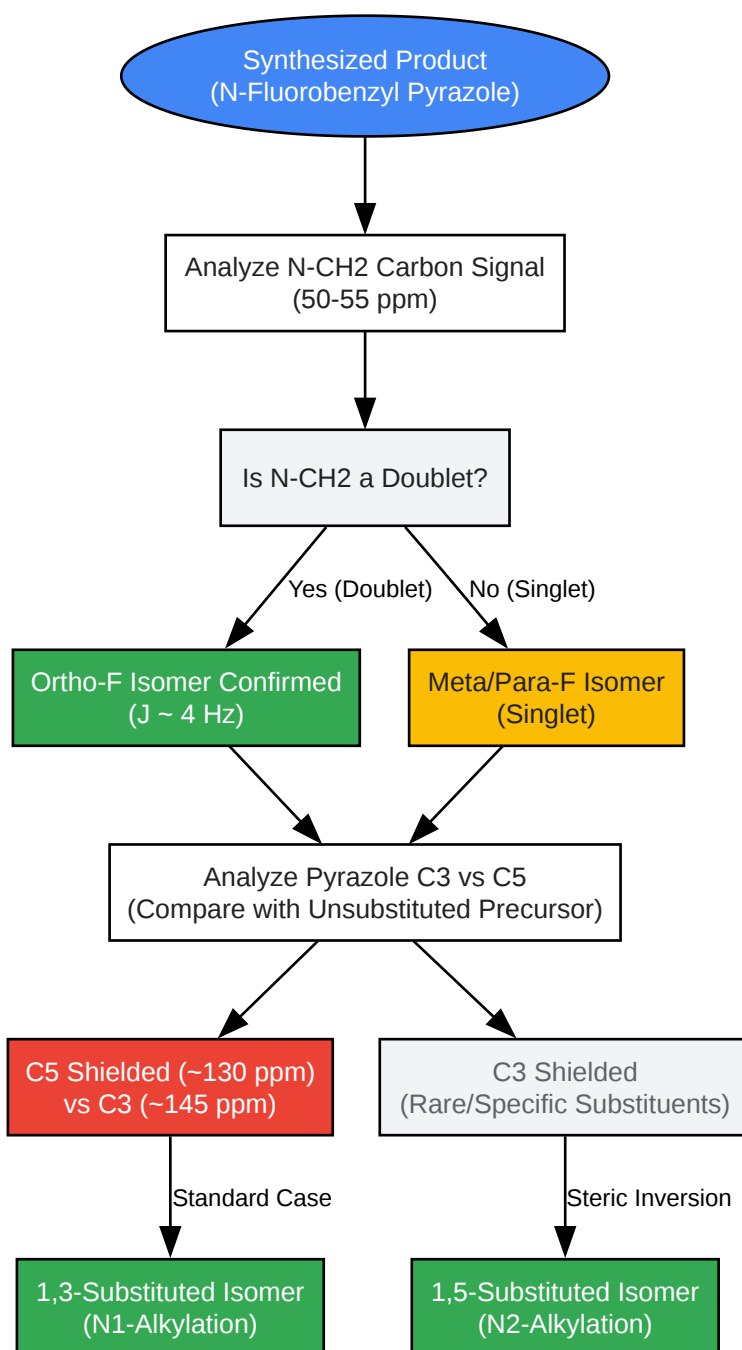 Synthesized Product
(N-Fluorobenzyl Pyrazole)
Analyze N-CH2 Carbon Signal
(50-55 ppm)
Is N-CH2 a Doublet?
Yes (Doublet)
No (Singlet)
Ortho-F Isomer Confirmed
(J ~ 4 Hz)
Meta/Para-F Isomer
(Singlet)
Analyze Pyrazole C3 vs C5
(Compare with Unsubstituted Precursor)
C5 Shielded (~130 ppm)
vs C3 (~145 ppm)
C3 Shielded
(Rare/Specific Substituents)
Standard Case
Steric Inversion
1,3-Substituted Isomer
(N1-Alkylation)
1,5-Substituted Isomer
(N2-Alkylation)